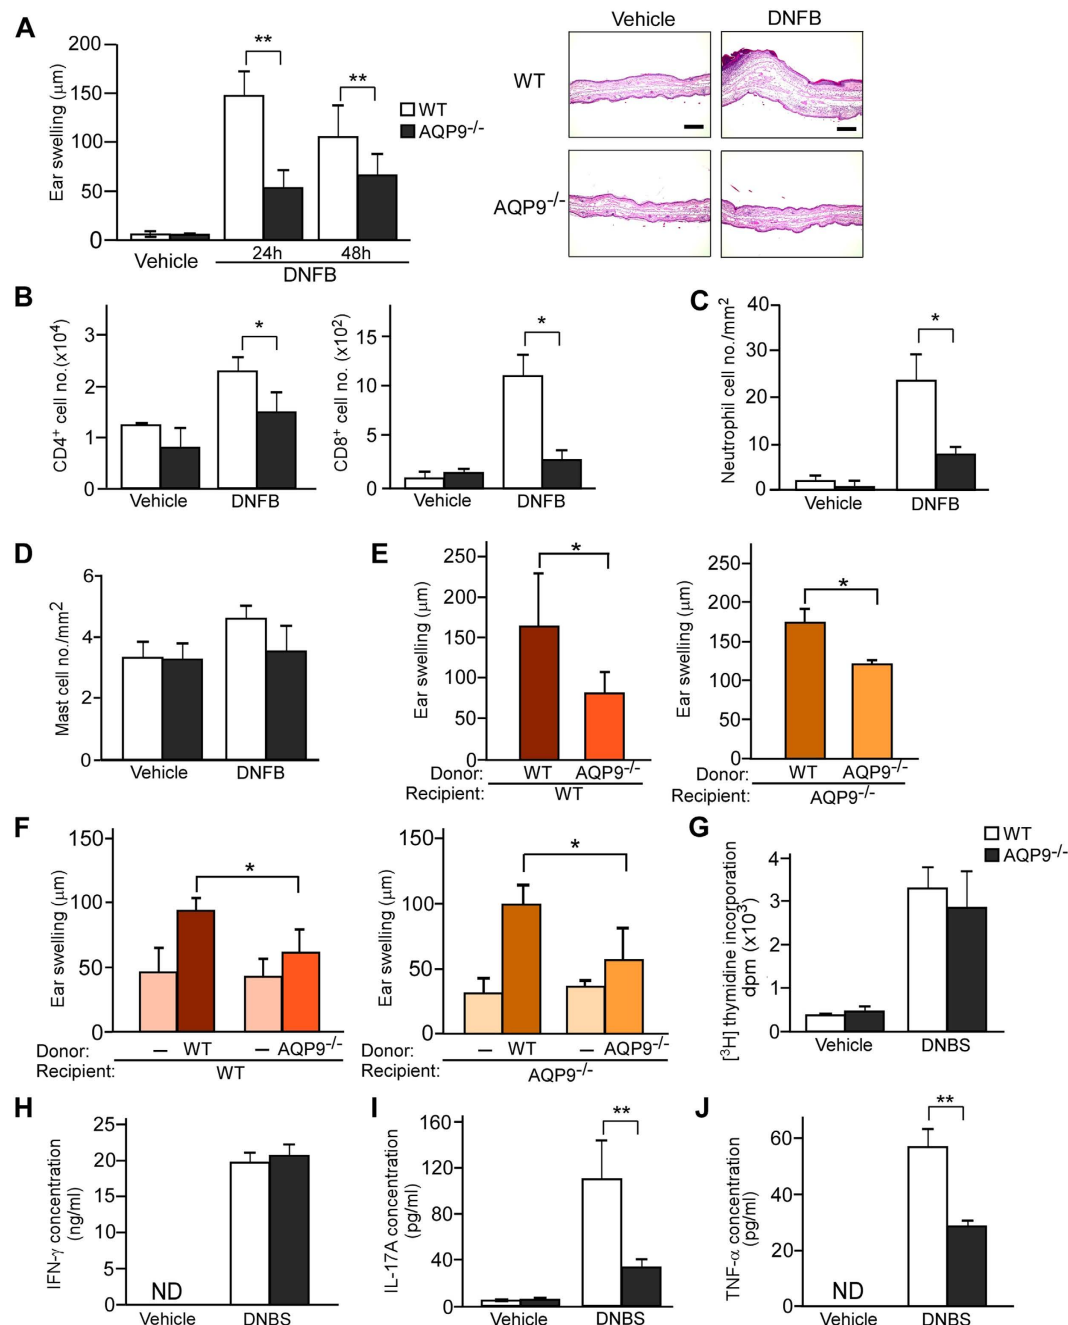 A
Ear swelling (μm)
200
150
100
50
0
**
**
WT
AQP9-/-
Vehicle
24h
48h
DNFB
Vehicle
DNFB
WT
AQP9-/-
B
CD4+ cell no.(x10⁴)
3
2
1
0
*
Vehicle
DNFB
CD8+ cell no. (x10²)
15
10
5
0
*
Vehicle
DNFB
C
Neutrophil cell no./mm²
40
30
20
10
0
*
Vehicle
DNFB
D
Mast cell no./mm²
6
4
2
0
Vehicle
DNFB
E
Ear swelling (μm)
250
200
150
100
50
0
*
Donor: WT AQP9-/-
Recipient: WT
Ear swelling (μm)
250
200
150
100
50
0
*
Donor: WT AQP9-/-
Recipient: AQP9-/-
F
Ear swelling (μm)
150
100
50
0
*
Donor: – WT – AQP9-/-
Recipient: WT
Ear swelling (μm)
150
100
50
0
*
Donor: – WT – AQP9-/-
Recipient: AQP9-/-
G
[³H] thymidine incorporation
dpm (x10³)
4
3
2
1
0
WT
AQP9-/-
Vehicle
DNBS
H
IFN-γ concentration
(ng/ml)
25
20
15
10
5
0
ND
Vehicle
DNBS
I
IL-17A concentration
(pg/ml)
160
120
80
40
0
**
Vehicle
DNBS
J
TNF-α concentration
(pg/ml)
60
40
20
0
**
ND
Vehicle
DNBS